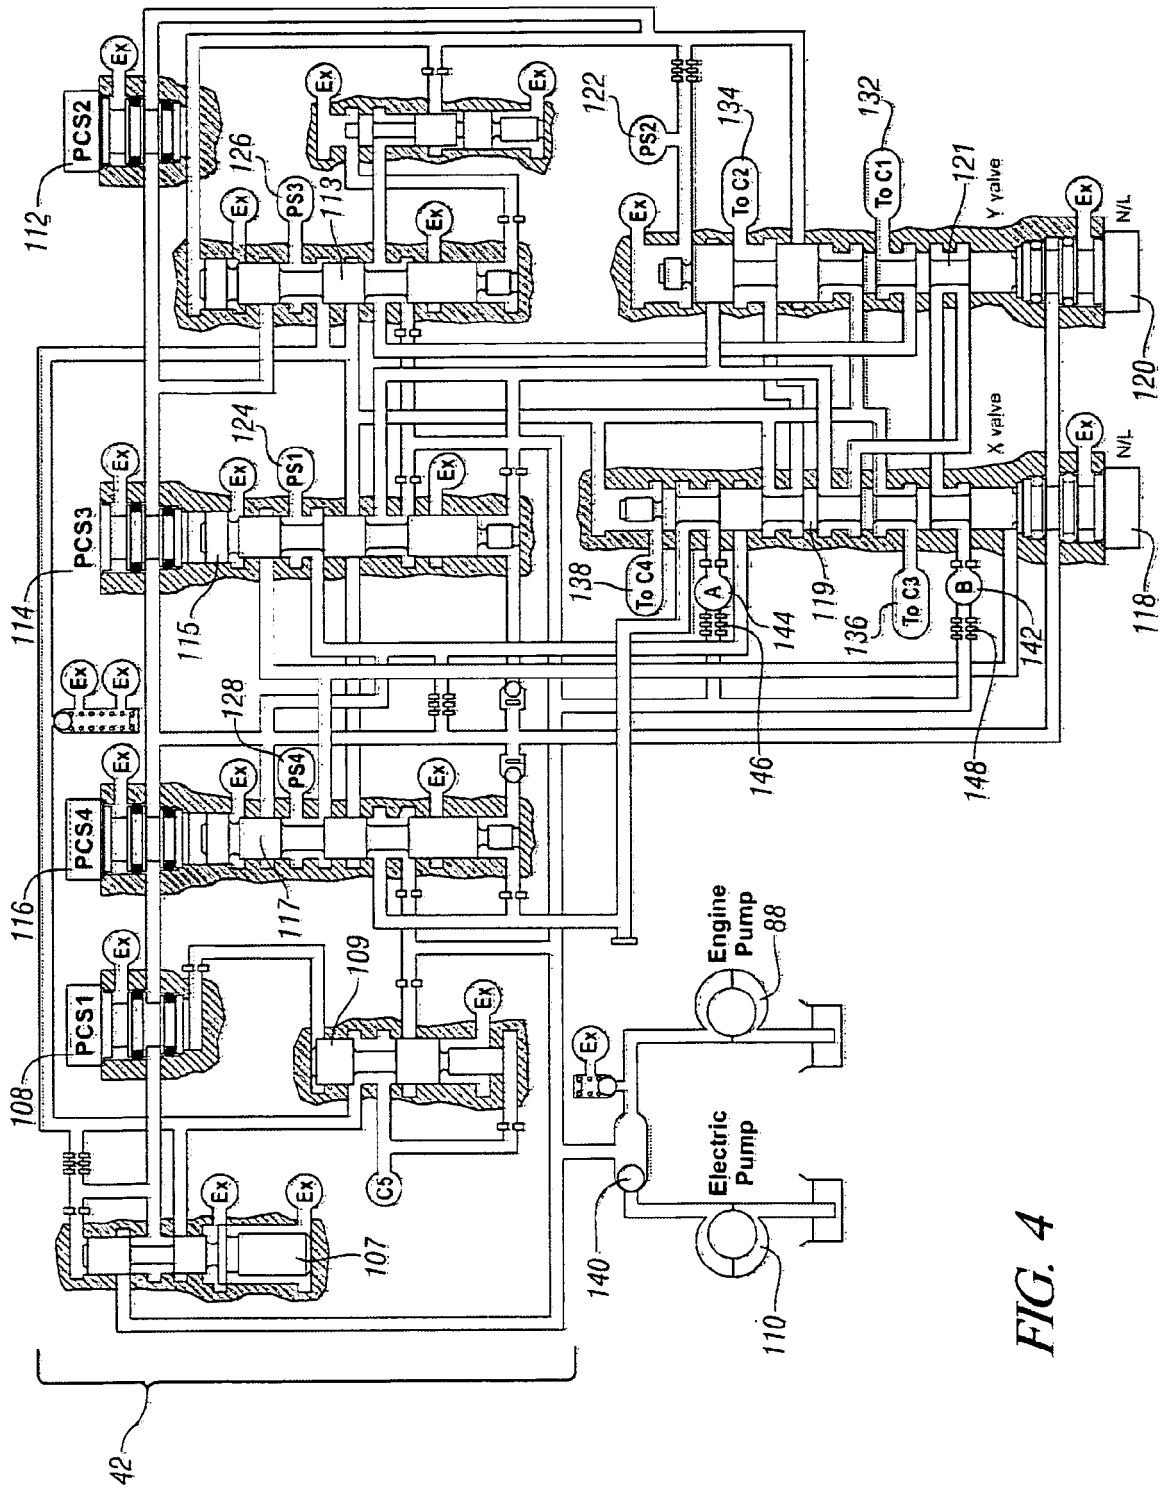 PCS2
Ex
112
126
PS3
Ex
113
Ex
Ex
Ex
122
PS2
Ex
134
To C2
132
To C1
121
Y valve
Ex
N/L
120
114
PCS3
Ex
124
PS1
Ex
115
Ex
138
To C4
A
144
146
119
136
To C3
X valve
B
142
148
Ex
N/L
118
Ex
Ex
116
PCS4
Ex
128
PS4
Ex
117
Ex
108
PCS1
Ex
109
Ex
C5
Ex
Ex
107
42
Ex
140
Engine
Pump
88
Electric
Pump
110
FIG. 4